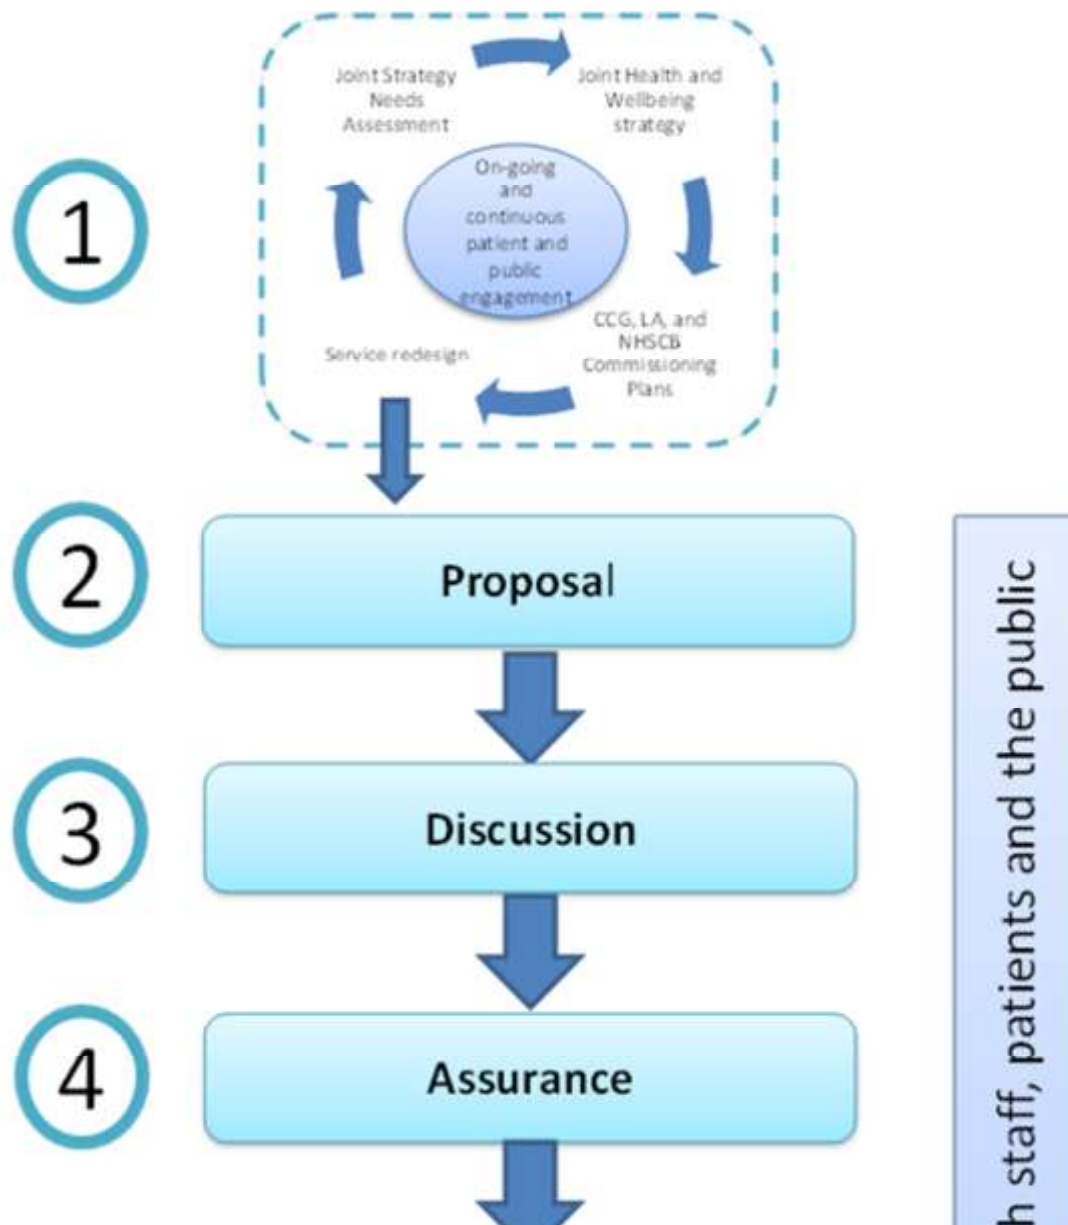 1
Joint Strategy
Needs
Assessment
Joint Health and
Wellbeing
strategy
On-going
and
continuous
patient and
public
engagement
CCG, LA, and
NHSCB
Commissioning
Plans
Service redesign
2
Proposal
3
Discussion
4
Assurance
staff, patients and the public